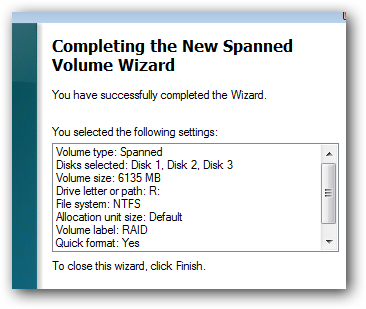 Completing the New Spanned
Volume Wizard
You have successfully completed the Wizard.
You selected the following settings:
Volume type: Spanned
Disks selected: Disk 1, Disk 2, Disk 3
Volume size: 6135 MB
Drive letter or path: R:
File system: NTFS
Allocation unit size: Default
Volume label: RAID
Quick format: Yes
To close this wizard, click Finish.